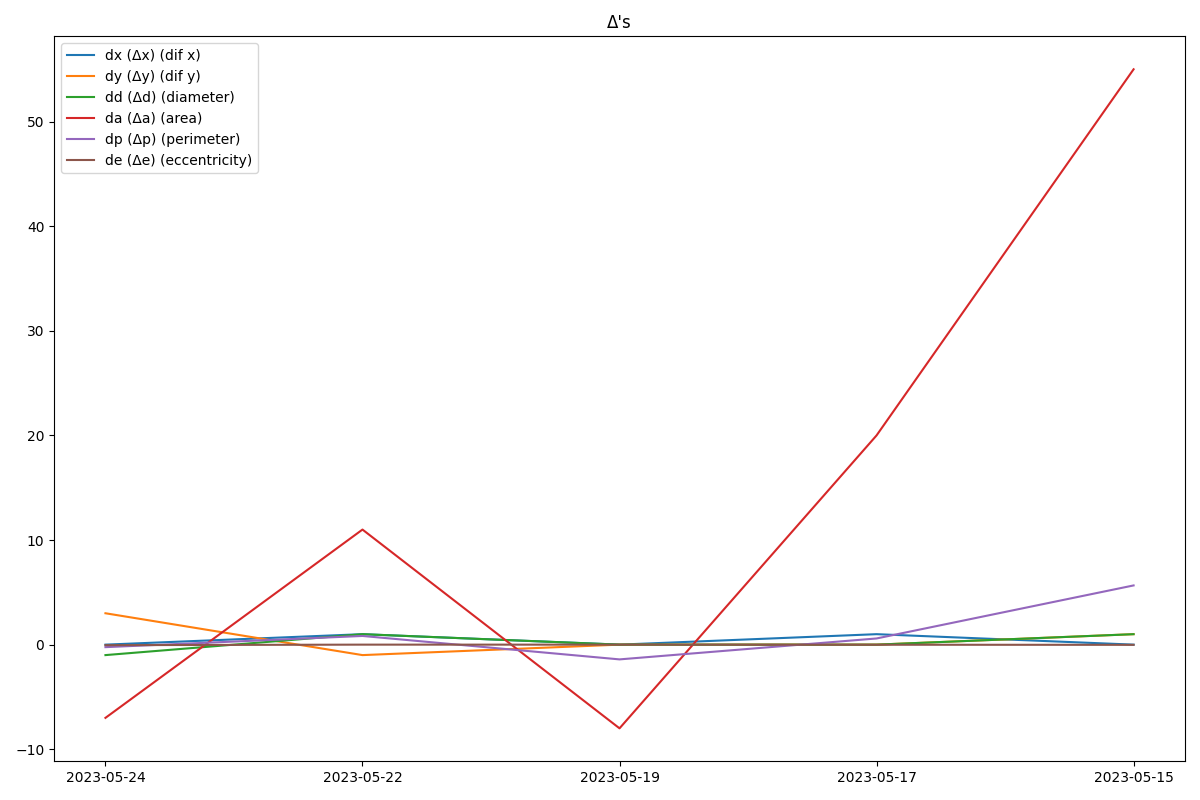 Δ's
dx (Δx) (dif x)
dy (Δy) (dif y)
dd (Δd) (diameter)
da (Δa) (area)
dp (Δp) (perimeter)
de (Δe) (eccentricity)
50
40
30
20
10
0
−10
2023-05-24 2023-05-22 2023-05-19 2023-05-17 2023-05-15